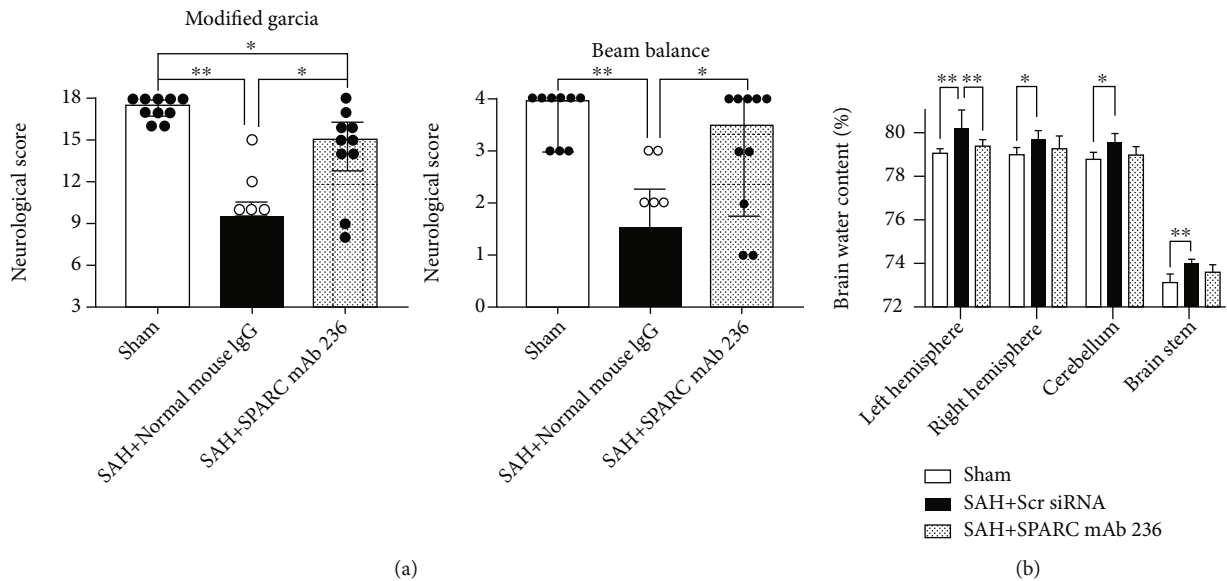 Modified garcia
*
**
*
Neurological score
18
15
12
9
6
3
Sham
SAH+Normal mouse IgG
SAH+SPARC mAb 236
Beam balance
**
*
Neurological score
4
3
2
1
0
Sham
SAH+Normal mouse IgG
SAH+SPARC mAb 236
(a)
** ** * *
**
Brain water content (%)
80
78
76
74
72
Left hemisphere
Right hemisphere
Cerebellum
Brain stem
Sham
SAH+Scr siRNA
SAH+SPARC mAb 236
(b)